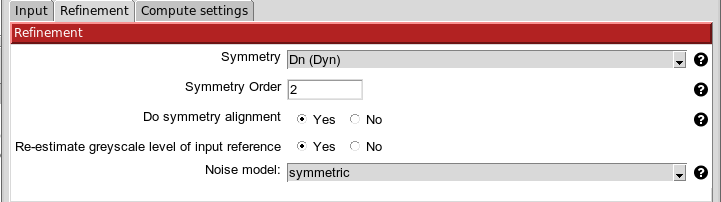 Input Refinement Compute settings
Refinement
Symmetry Dn (Dyn) ?
Symmetry Order 2 ?
Do symmetry alignment Yes No ?
Re-estimate greyscale level of input reference Yes No
Noise model: symmetric ?